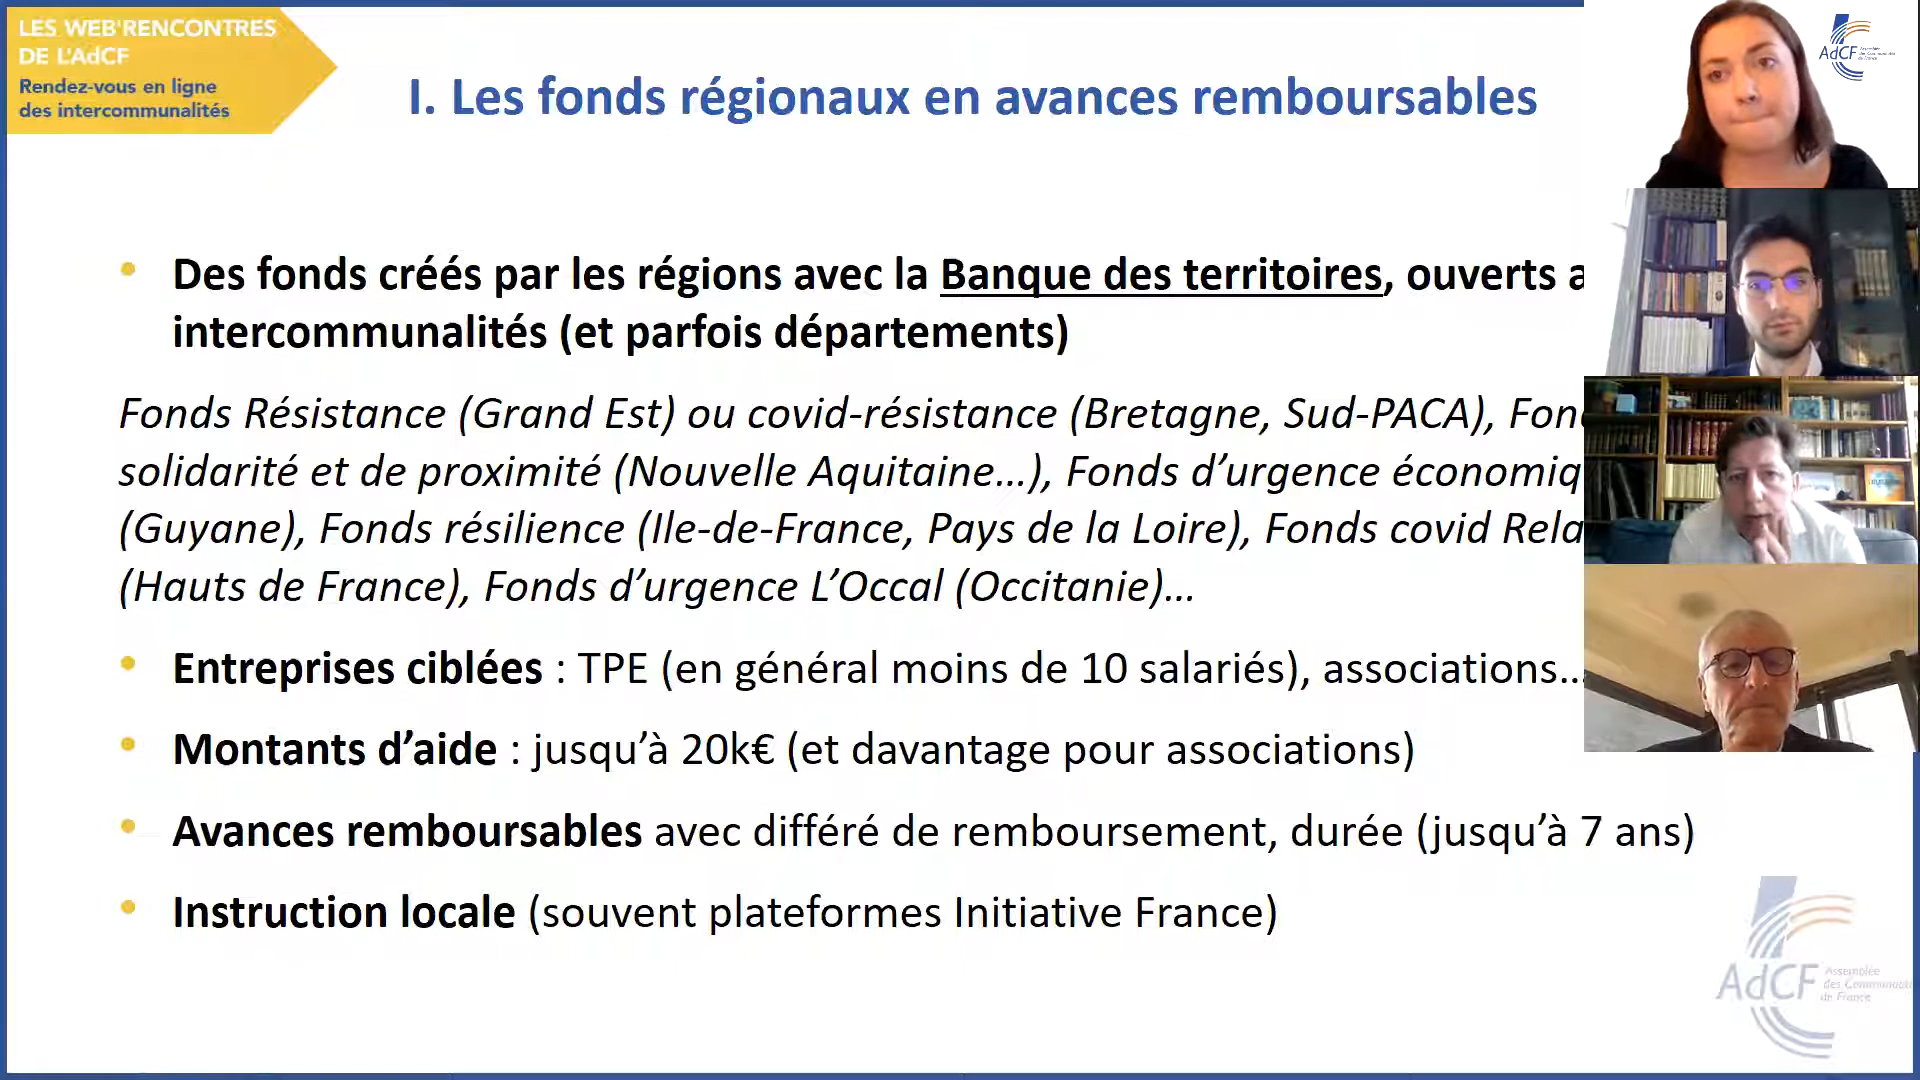 LES WEB'RENCONTRES
DE L'AdCF
Rendez-vous en ligne
des intercommunalités
I. Les fonds régionaux en avances remboursables
AdCF
• Des fonds créés par les régions avec la Banque des territoires, ouverts a
intercommunalités (et parfois départements)
Fonds Résistance (Grand Est) ou covid-résistance (Bretagne, Sud-PACA), Fon
solidarité et de proximité (Nouvelle Aquitaine…), Fonds d’urgence économiq
(Guyane), Fonds résilience (Ile-de-France, Pays de la Loire), Fonds covid Rela
(Hauts de France), Fonds d’urgence L’Occal (Occitanie)…
• Entreprises ciblées : TPE (en général moins de 10 salariés), associations…
• Montants d’aide : jusqu’à 20k€ (et davantage pour associations)
• Avances remboursables avec différé de remboursement, durée (jusqu’à 7 ans)
• Instruction locale (souvent plateformes Initiative France)
AdCF
Assemblée
des Communautés
de France